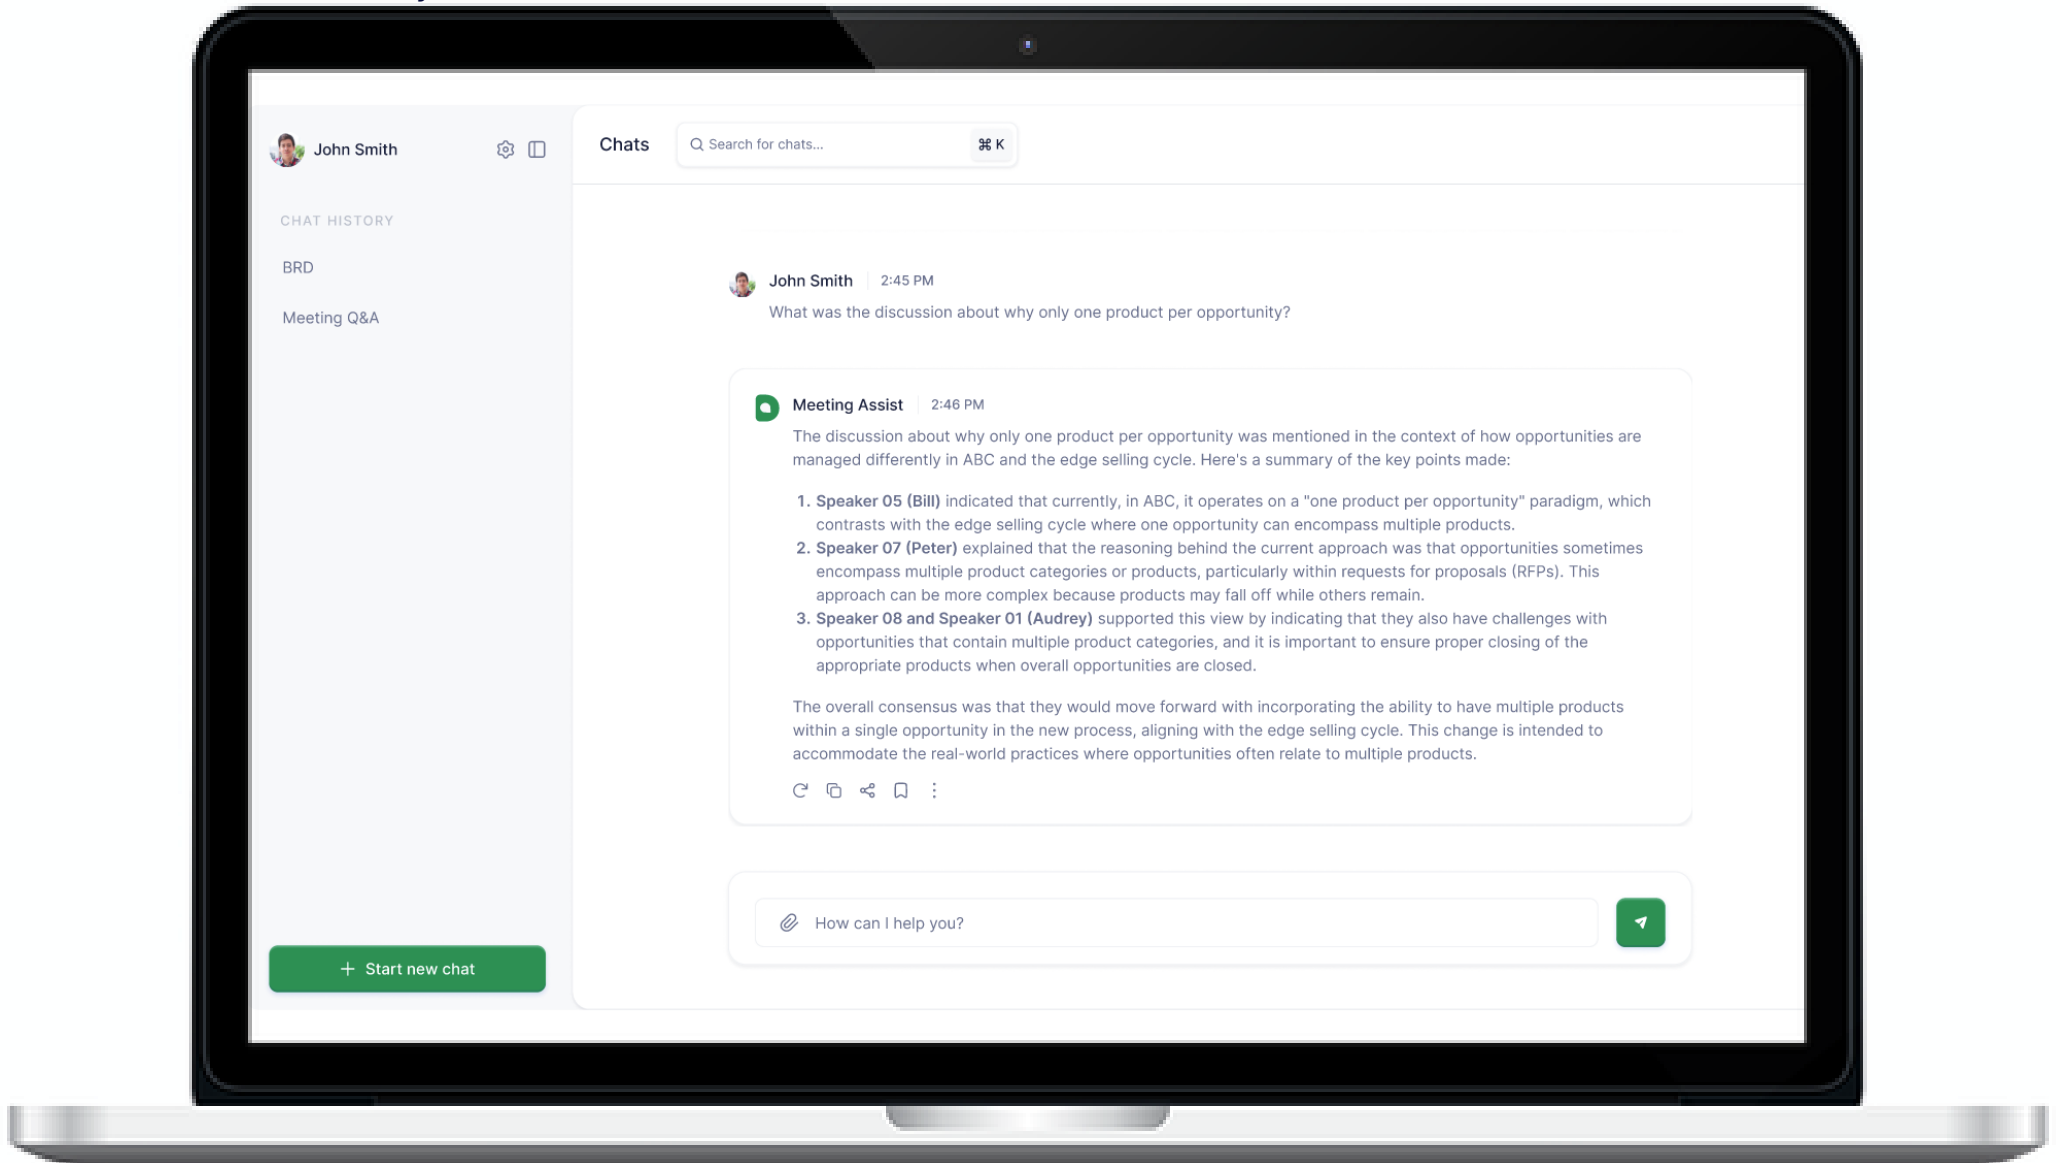 John Smith
CHAT HISTORY
BRD
Meeting Q&A
+ Start new chat
Chats
Search for chats...
⌘ K
John Smith
2:45 PM
What was the discussion about why only one product per opportunity?
Meeting Assist
2:46 PM
The discussion about why only one product per opportunity was mentioned in the context of how opportunities are
managed differently in ABC and the edge selling cycle. Here's a summary of the key points made:
1. Speaker 05 (Bill) indicated that currently, in ABC, it operates on a "one product per opportunity" paradigm, which
contrasts with the edge selling cycle where one opportunity can encompass multiple products.
2. Speaker 07 (Peter) explained that the reasoning behind the current approach was that opportunities sometimes
encompass multiple product categories or products, particularly within requests for proposals (RFPs). This
approach can be more complex because products may fall off while others remain.
3. Speaker 08 and Speaker 01 (Audrey) supported this view by indicating that they also have challenges with
opportunities that contain multiple product categories, and it is important to ensure proper closing of the
appropriate products when overall opportunities are closed.
The overall consensus was that they would move forward with incorporating the ability to have multiple products
within a single opportunity in the new process, aligning with the edge selling cycle. This change is intended to
accommodate the real-world practices where opportunities often relate to multiple products.
How can I help you?